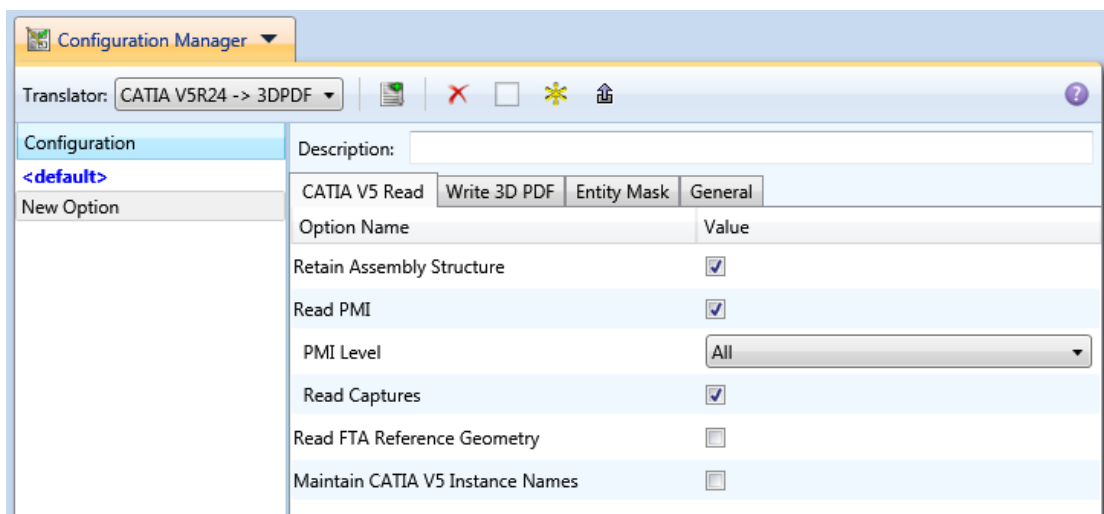 Configuration Manager
Translator: CATIA V5R24 -> 3DPDF
?
Configuration
Description:
<default>
CATIA V5 Read Write 3D PDF Entity Mask General
New Option
Option Name Value
Retain Assembly Structure
Read PMI
PMI Level All
Read Captures
Read FTA Reference Geometry
Maintain CATIA V5 Instance Names